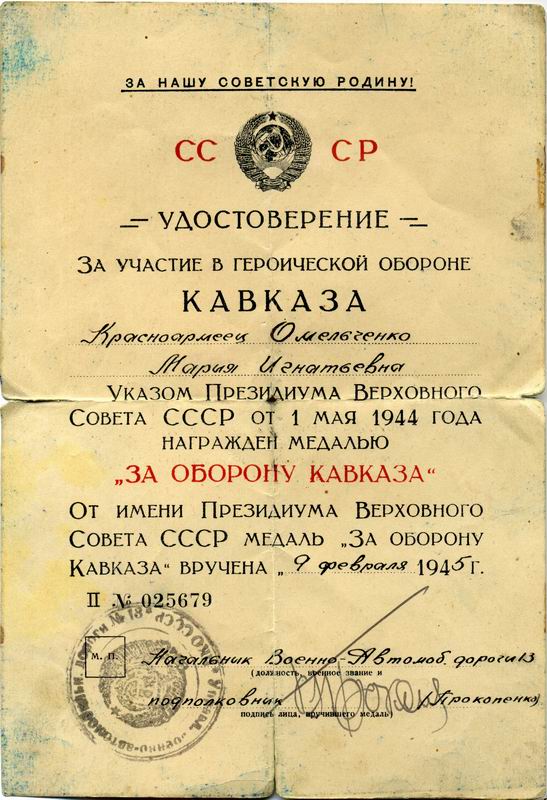 ЗА НАШУ СОВЕТСКУЮ РОДИНУ!
СС СР
УДОСТОВЕРЕНИЕ
ЗА УЧАСТИЕ В ГЕРОИЧЕСКОЙ ОБОРОНЕ
КАВКАЗА
Красноармеец Омельченко
Мария Игнатьевна
УКАЗОМ ПРЕЗИДИУМА ВЕРХОВНОГО
СОВЕТА СССР ОТ 1 МАЯ 1944 ГОДА
НАГРАЖДЕН МЕДАЛЬЮ
„ЗА ОБОРОНУ КАВКАЗА“
ОТ ИМЕНИ ПРЕЗИДИУМА ВЕРХОВНОГО
СОВЕТА СССР МЕДАЛЬ „ЗА ОБОРОНУ
КАВКАЗА“ ВРУЧЕНА „ 9 февраля 1945 г.
II № 025679
М. П.
Начальник Военно-Автомоб. дороги 13
(должность, военное звание и
подполковник (Прокопенко)
подпись лица, вручившего медаль)